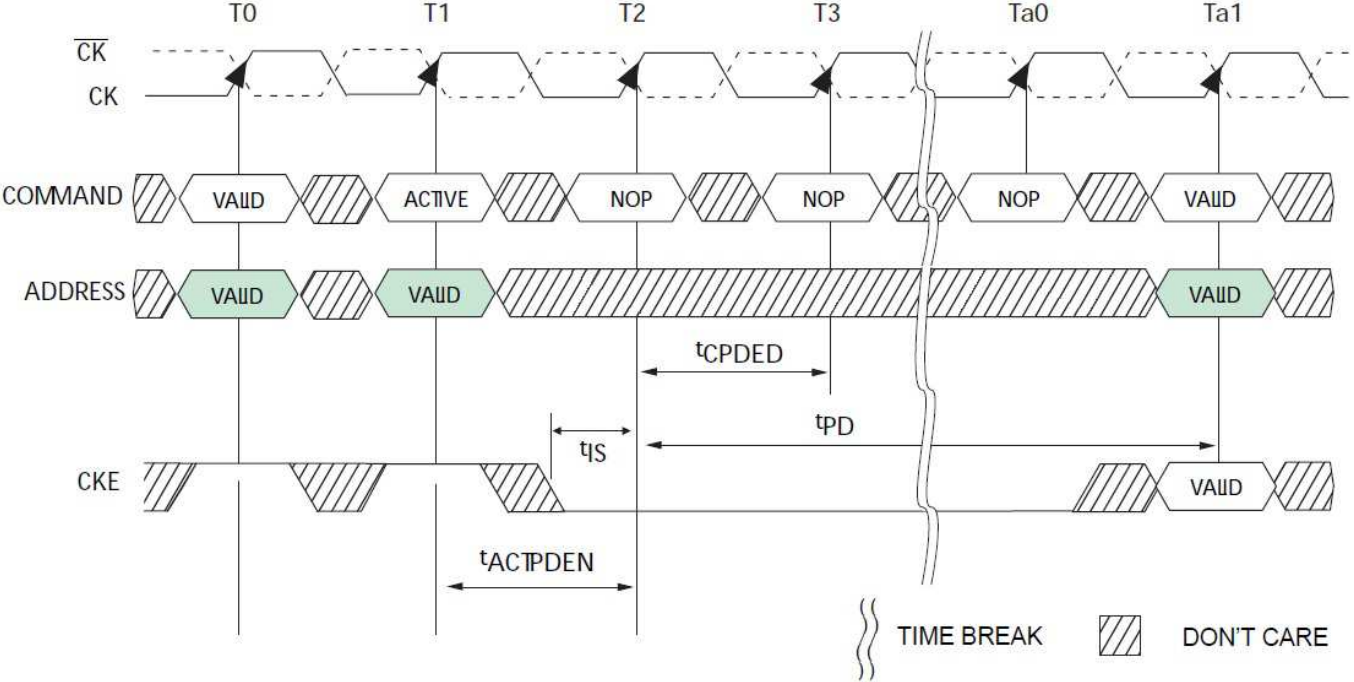 T0 T1 T2 T3 Ta0 Ta1
CK
CK
COMMAND VALID ACTIVE NOP NOP NOP VALID
ADDRESS VALID VALID VALID
tCPDED
tPD
tIS
CKE VALID
tACTPDEN
TIME BREAK DON'T CARE